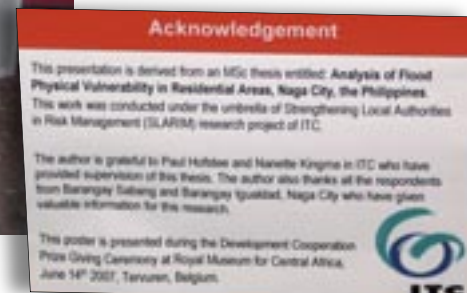 Acknowledgement
This presentation is derived from an MSc thesis entitled: Analysis of Flood
Physical Vulnerability in Residential Areas, Naga City, the Philippines.
This work was conducted under the umbrella of Strengthening Local Authorities
in Risk Management (SLARIM) research project of ITC.
The author is grateful to Paul Hofstee and Nanette Kingma in ITC who have
provided supervision of this thesis. The author also thanks all the respondents
from Barangay Sabang and Barangay Igualdad, Naga City who have given
valuable information for this research.
This poster is presented during the Development Cooperation
Prize Giving Ceremony at Royal Museum for Central Africa,
June 14th 2007, Tervuren, Belgium.
ITC